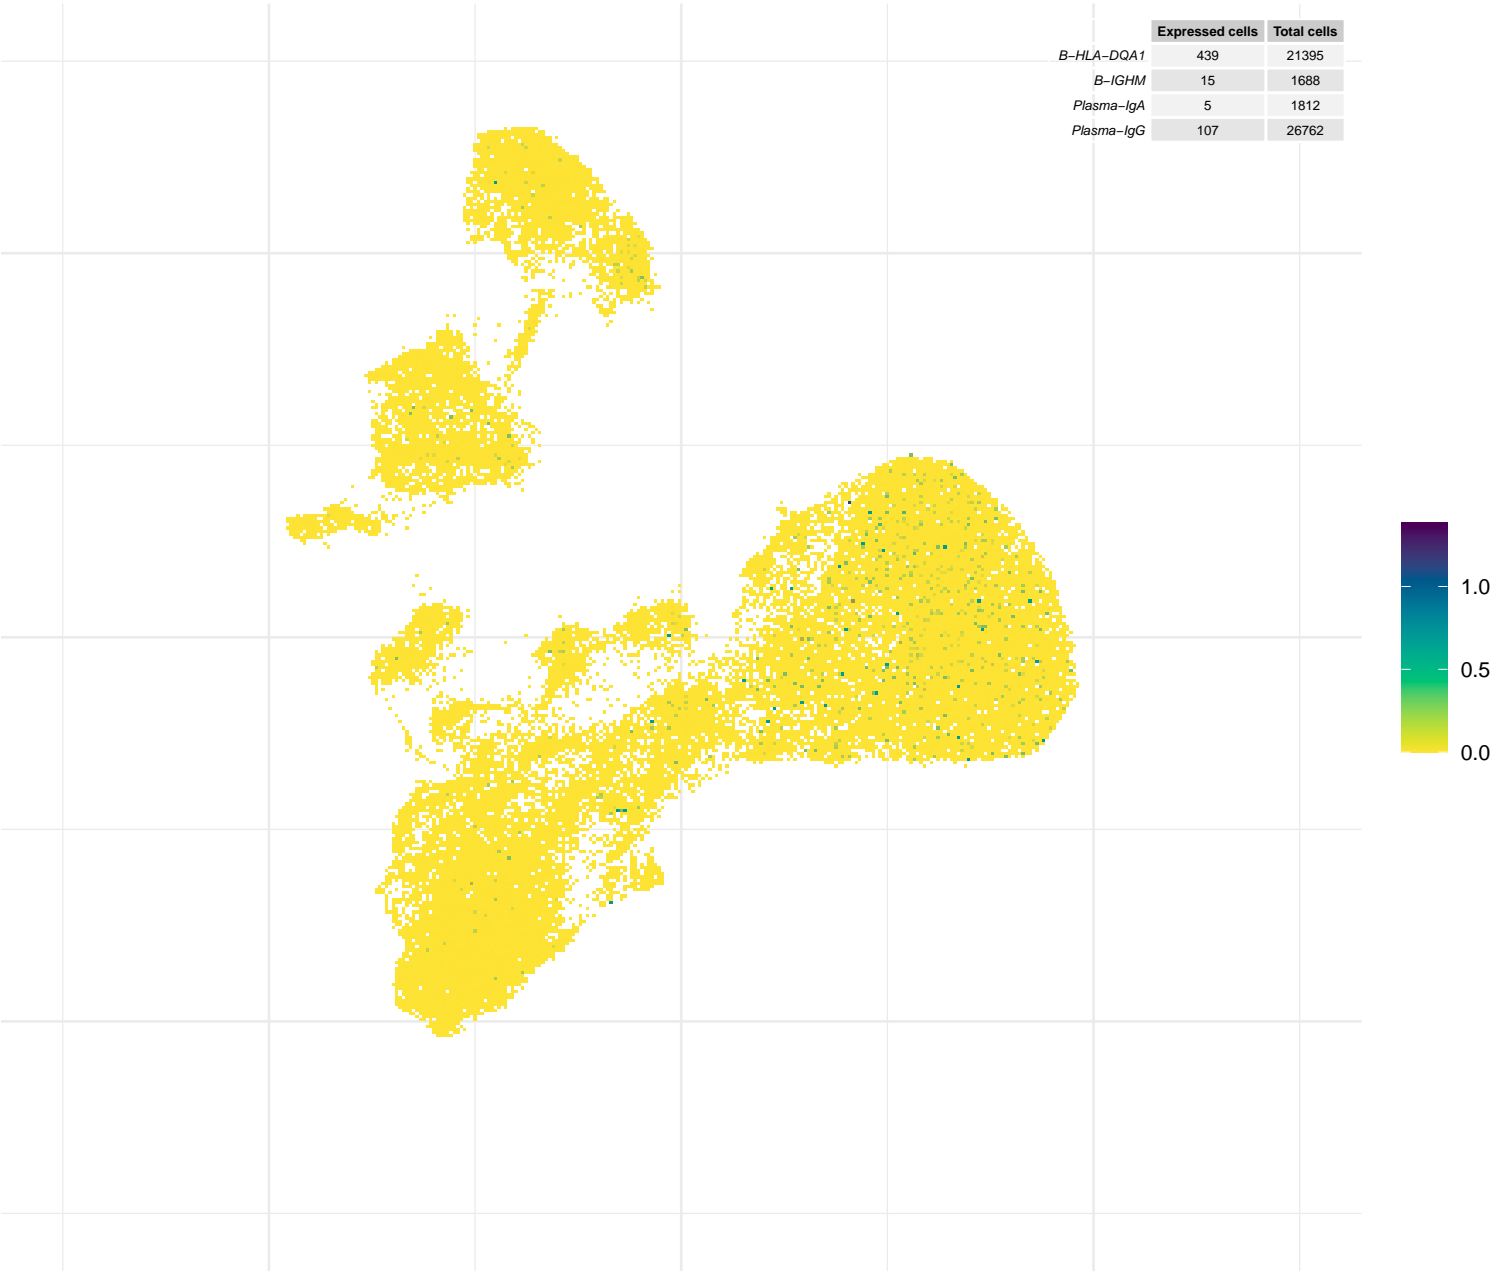 Expressed cells Total cells
B−HLA−DQA1 439 21395
B−IGHM 15 1688
Plasma−IgA 5 1812
Plasma−IgG 107 26762
1.0
0.5
0.0